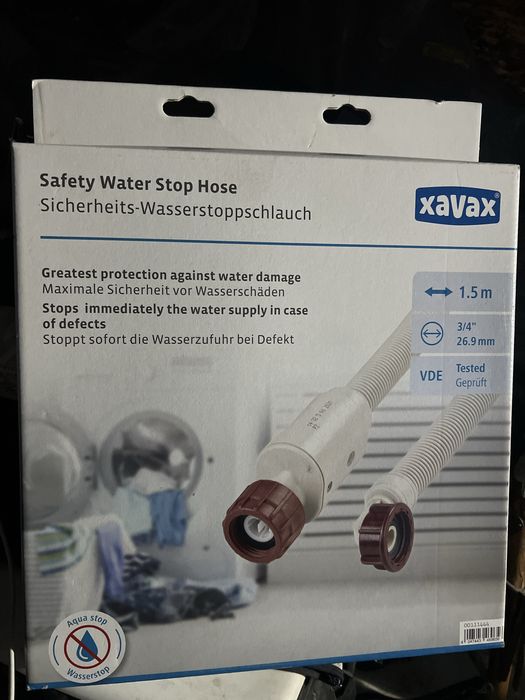 Safety Water Stop Hose
Sicherheits-Wasserstoppschlauch
xavax®
Greatest protection against water damage
Maximale Sicherheit vor Wasserschäden
Stops immediately the water supply in case
of defects
Stoppt sofort die Wasserzufuhr bei Defekt
1.5 m
3/4"
26.9 mm
VDE
Tested
Geprüft
Aqua stop
Wasserstop
00111444